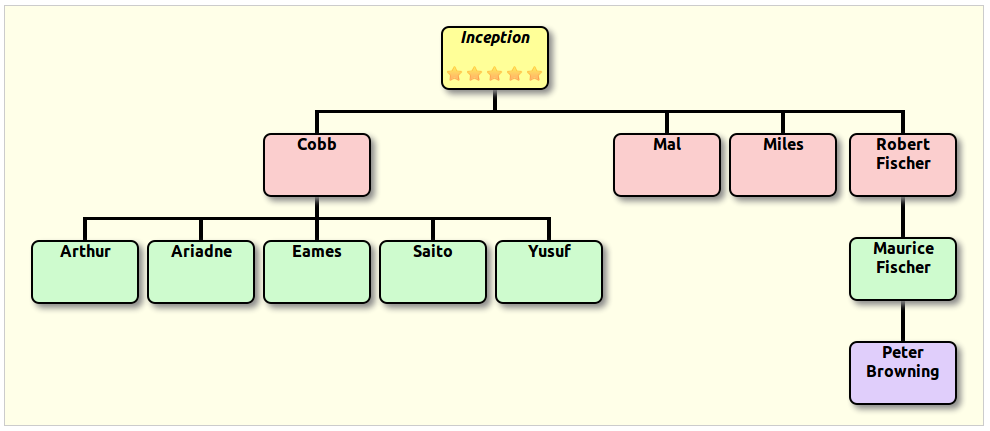 Inception
Cobb
Mal
Miles
Robert
Fischer
Arthur
Ariadne
Eames
Saito
Yusuf
Maurice
Fischer
Peter
Browning